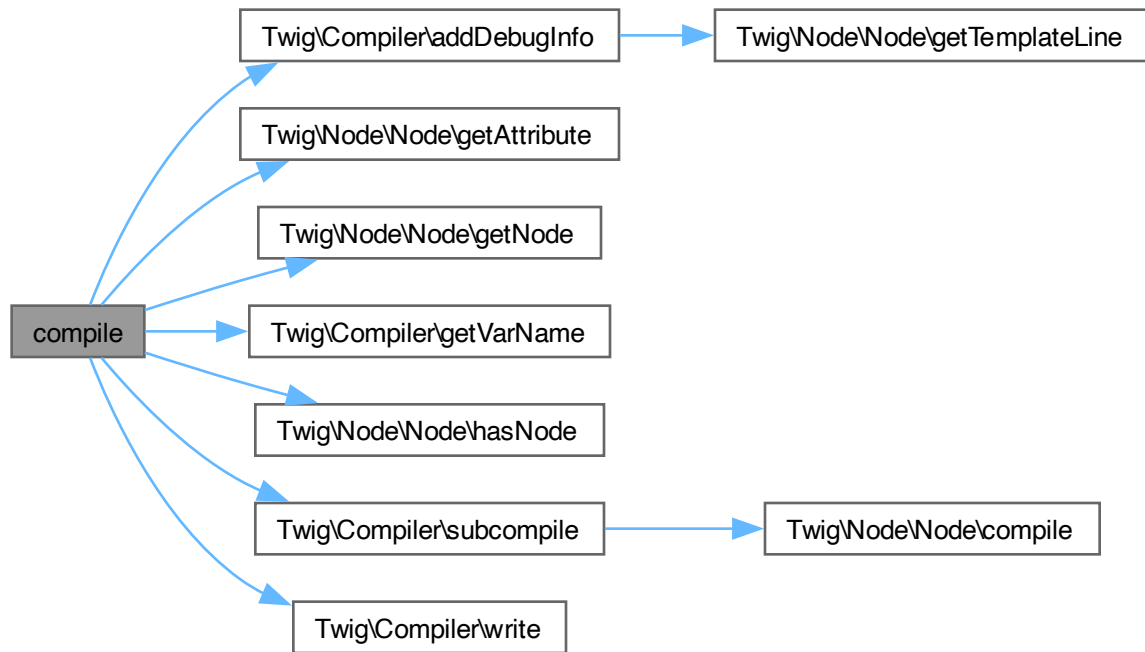 Twig\Compiler\addDebugInfo
Twig\Node\Node\getTemplateLine
Twig\Node\Node\getAttribute
Twig\Node\Node\getNode
compile
Twig\Compiler\getVarName
Twig\Node\Node\hasNode
Twig\Compiler\subcompile
Twig\Node\Node\compile
Twig\Compiler\write